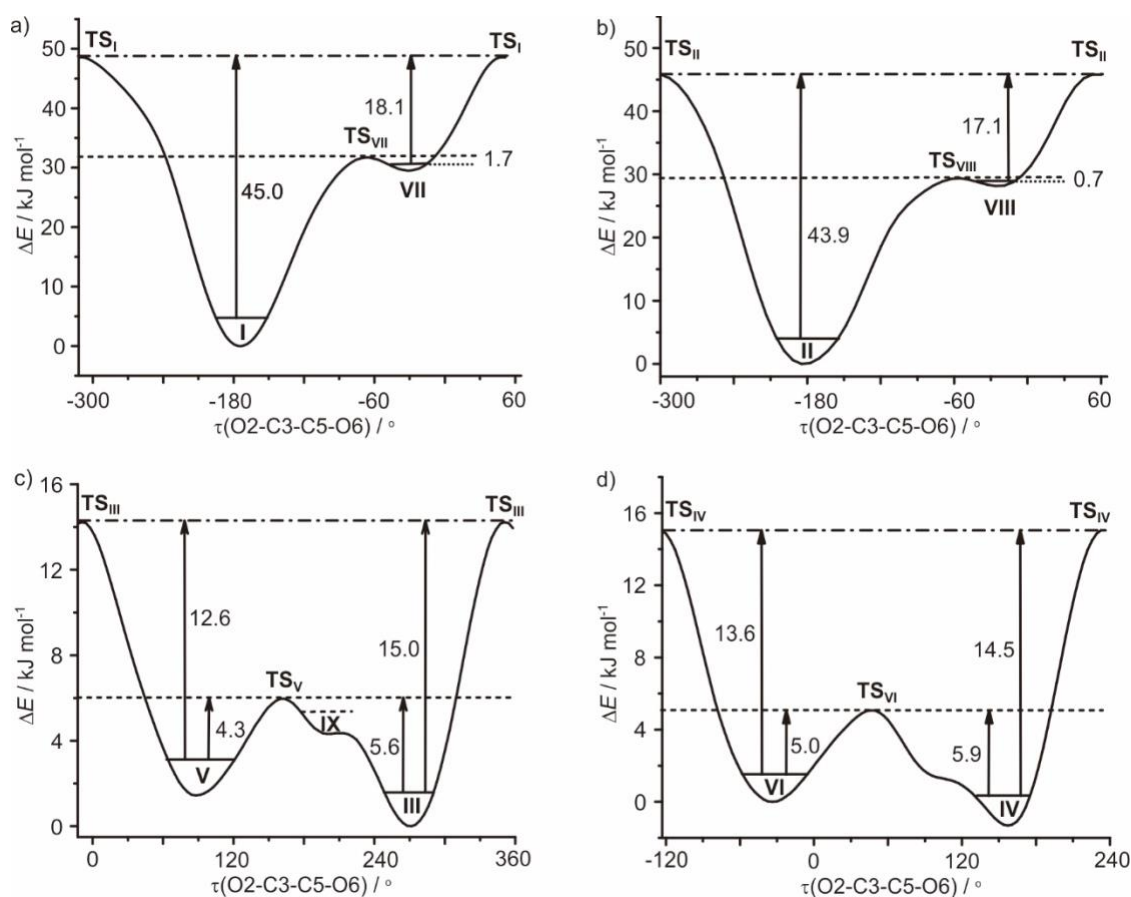 a)
TS_I
TS_I
50
40
30
20
10
0
ΔE / kJ mol⁻¹
45.0
18.1
TS_VII
VII
1.7
I
-300
-180
-60
60
τ(O2-C3-C5-O6) / °
b)
TS_II
TS_II
50
40
30
20
10
0
ΔE / kJ mol⁻¹
43.9
17.1
TS_VIII
VIII
0.7
II
-300
-180
-60
60
τ(O2-C3-C5-O6) / °
c)
16
12
8
4
0
TS_III
TS_III
ΔE / kJ mol⁻¹
12.6
15.0
TS_V
IX
4.3
5.6
V
III
0
120
240
360
τ(O2-C3-C5-O6) / °
d)
16
12
8
4
0
TS_IV
TS_IV
ΔE / kJ mol⁻¹
13.6
14.5
TS_VI
5.0
5.9
VI
IV
-120
0
120
240
τ(O2-C3-C5-O6) / °